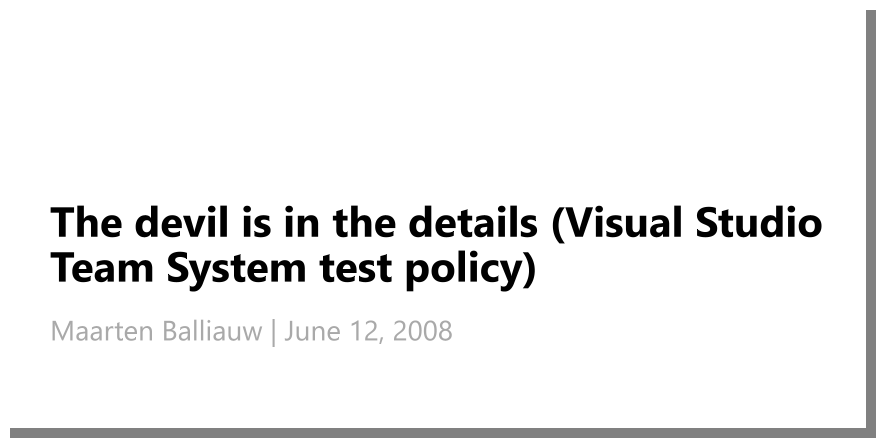 The devil is in the details (Visual Studio
Team System test policy)
Maarten Balliauw | June 12, 2008